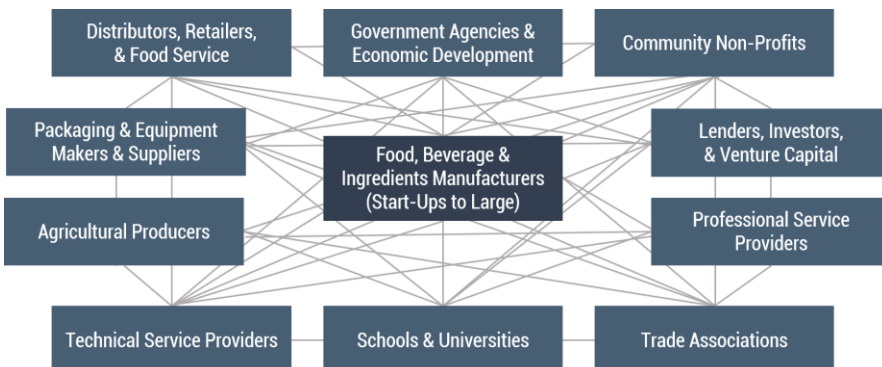 Distributors, Retailers,
& Food Service
Government Agencies &
Economic Development
Community Non-Profits
Packaging & Equipment
Makers & Suppliers
Food, Beverage &
Ingredients Manufacturers
(Start-Ups to Large)
Lenders, Investors,
& Venture Capital
Agricultural Producers
Professional Service
Providers
Technical Service Providers
Schools & Universities
Trade Associations